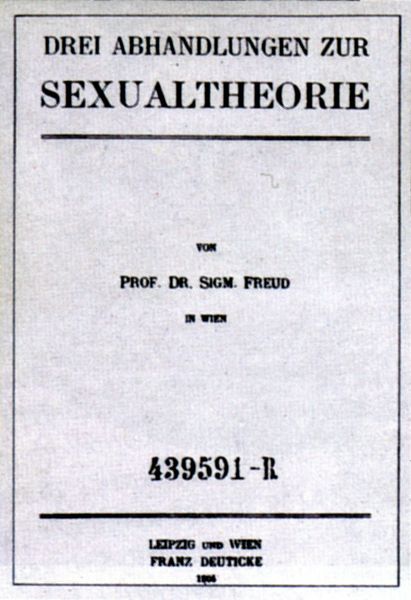 DREI ABHANDLUNGEN ZUR
SEXUALTHEORIE
VON
PROF. DR. SIGM. FREUD
IN WIEN
439591-R
LEIPZIG UND WIEN
FRANZ DEUTICKE